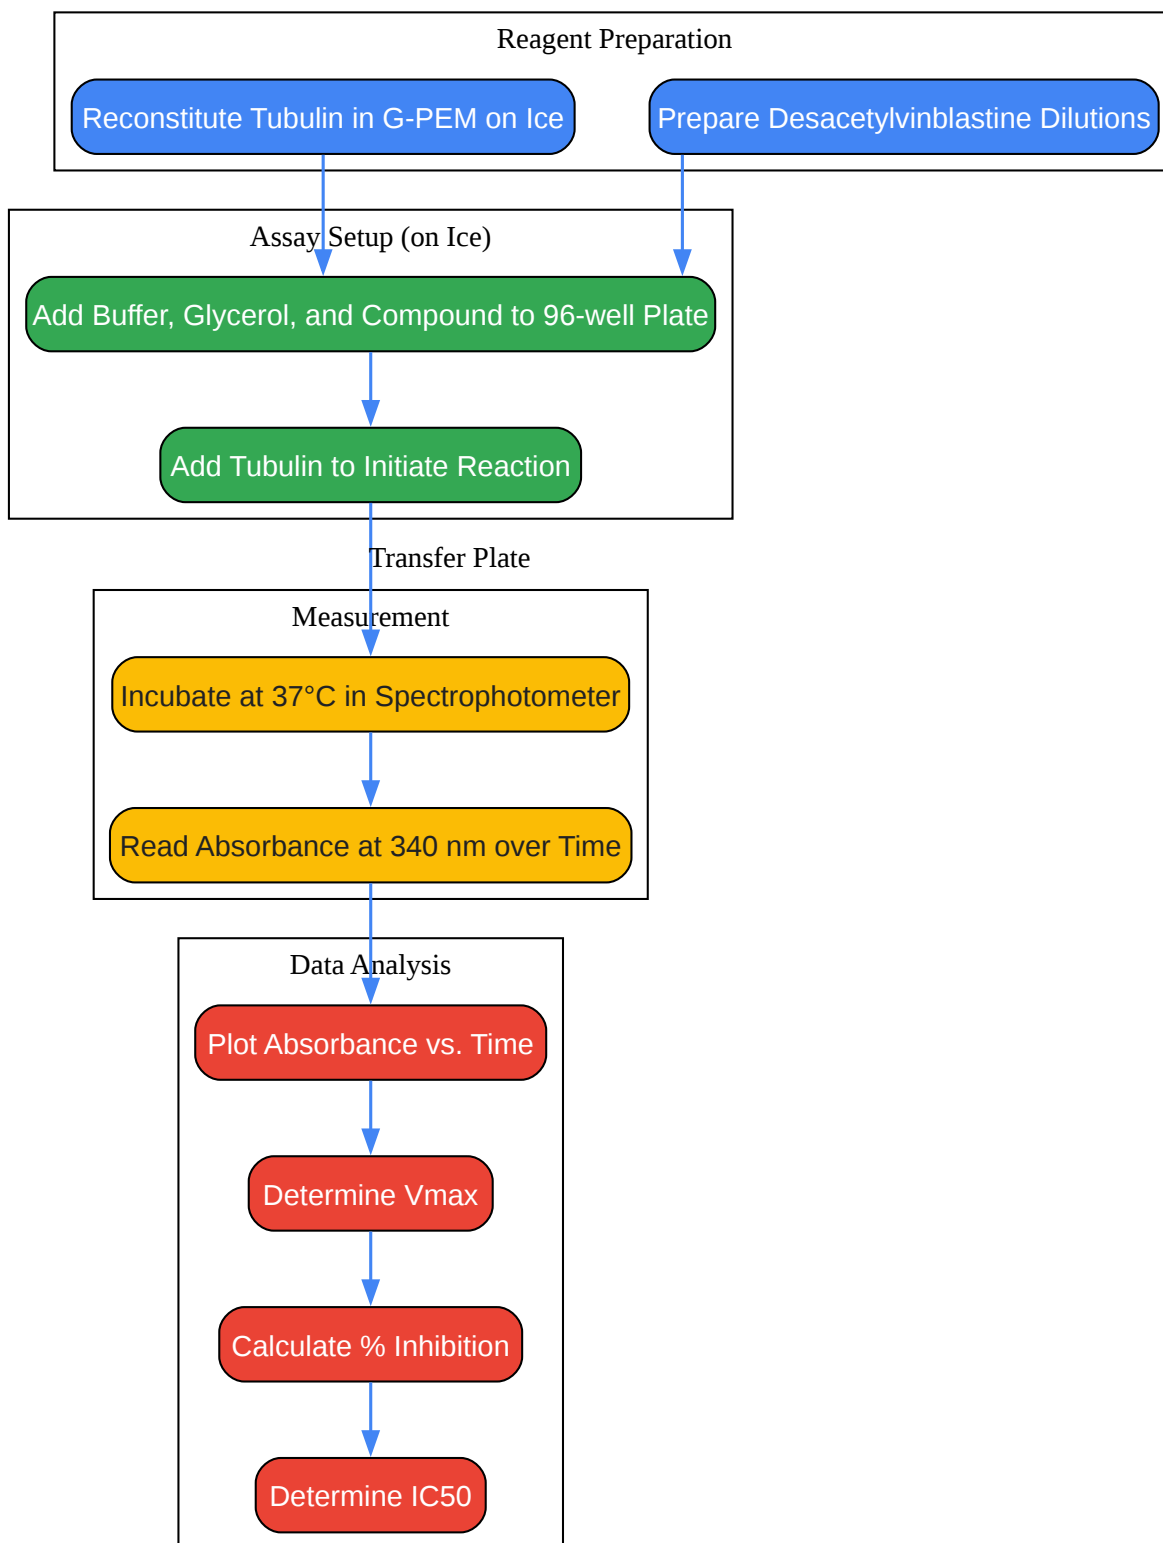 Reagent Preparation
Reconstitute Tubulin in G-PEM on Ice
Prepare Desacetylvinblastine Dilutions
Assay Setup (on Ice)
Add Buffer, Glycerol, and Compound to 96-well Plate
Add Tubulin to Initiate Reaction
Transfer Plate
Measurement
Incubate at 37°C in Spectrophotometer
Read Absorbance at 340 nm over Time
Data Analysis
Plot Absorbance vs. Time
Determine Vmax
Calculate % Inhibition
Determine IC50